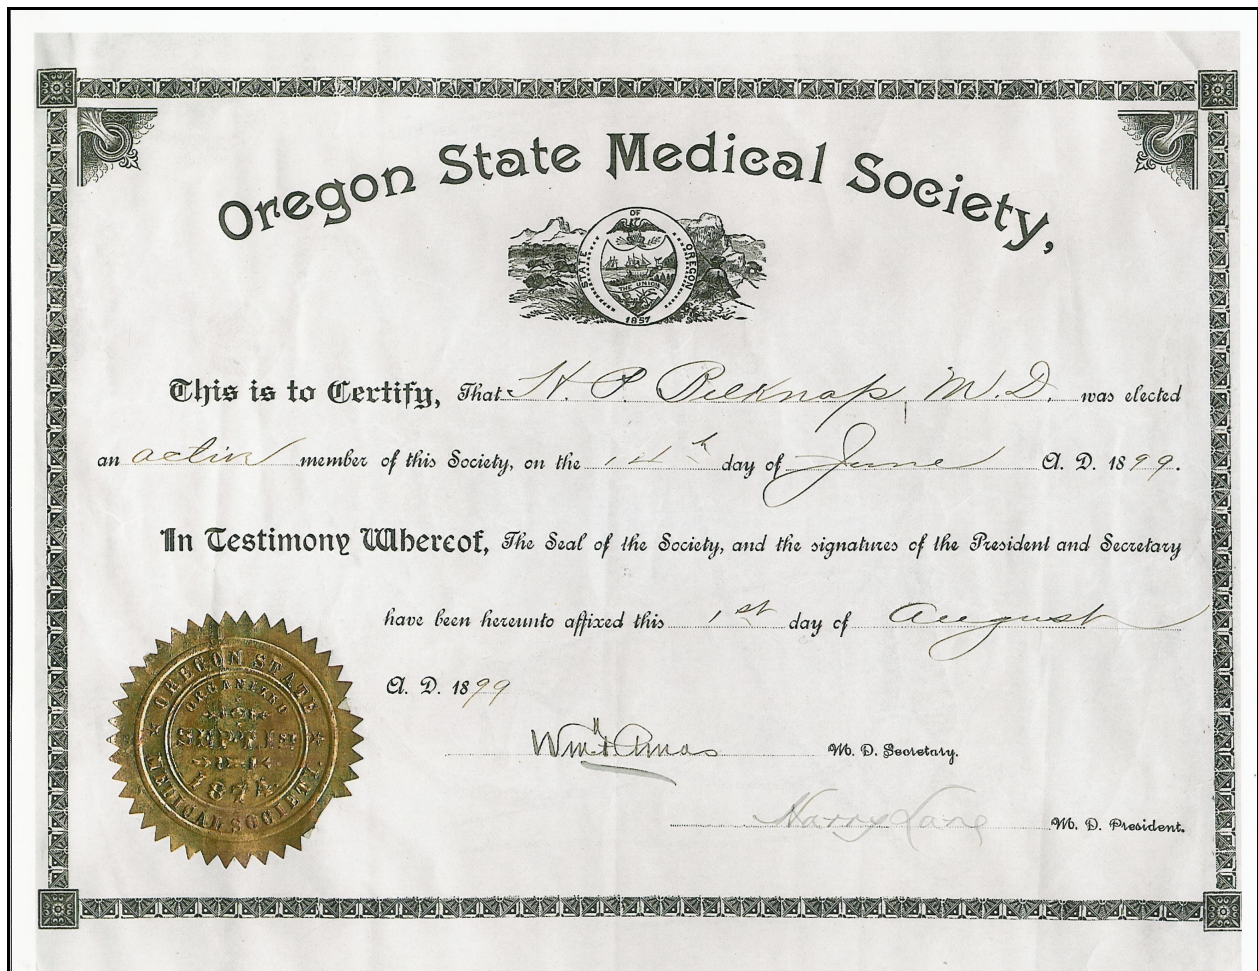 Oregon State Medical Society,
STATE OF OREGON
THE UNION
1857
This is to Certify, That H. P. Belknap, M.D. was elected
an active member of this Society, on the 14th day of June A. D. 1899.
In Testimony Whereof, The Seal of the Society, and the signatures of the President and Secretary
have been hereunto affixed this 1st day of August
A. D. 1899
OREGON STATE MEDICAL SOCIETY.
ORGANIZED
SEPT. 1st
187
Wm Amos M. D. Secretary.
Harry Lane M. D. President.